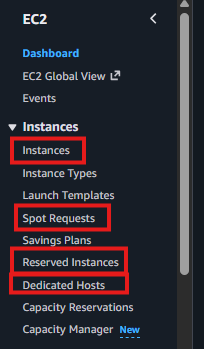 EC2
Dashboard
EC2 Global View
Events
Instances
Instances
Instance Types
Launch Templates
Spot Requests
Savings Plans
Reserved Instances
Dedicated Hosts
Capacity Reservations
Capacity Manager New